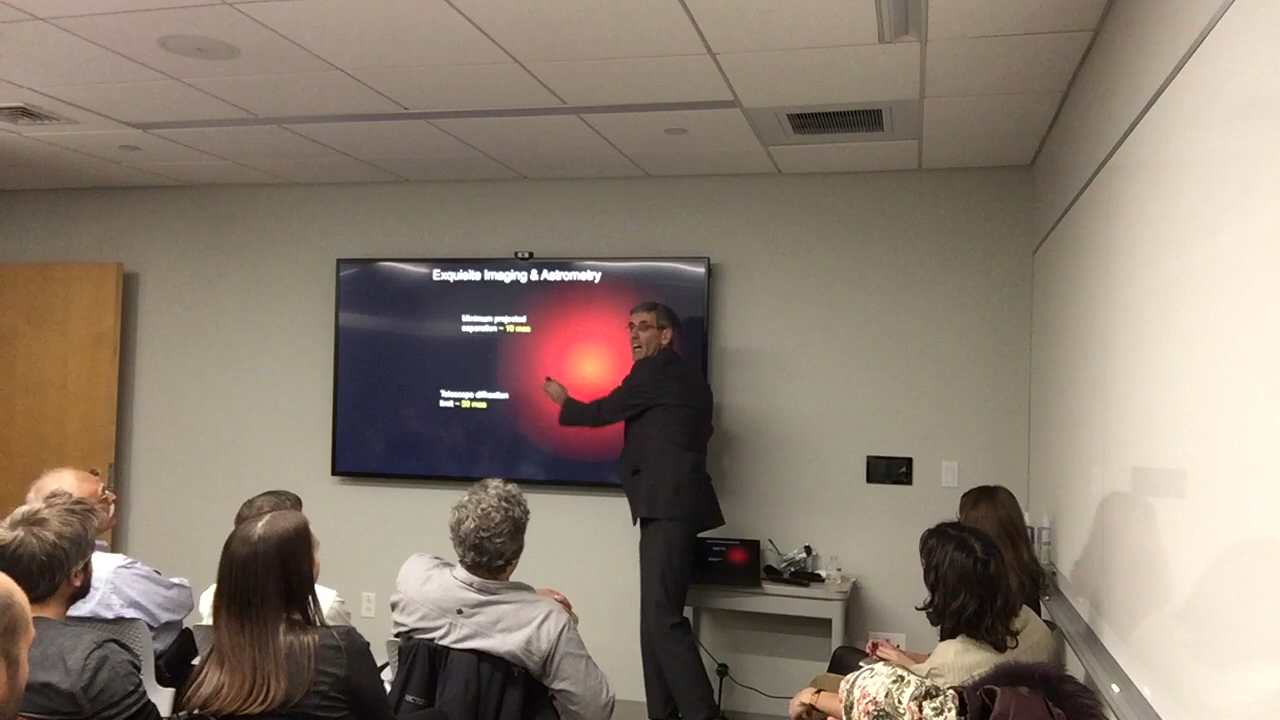 Exquisite Imaging & Astrometry
Minimum projected
separation ~ 10 mas
Telescope diffraction
limit ~ 50 mas